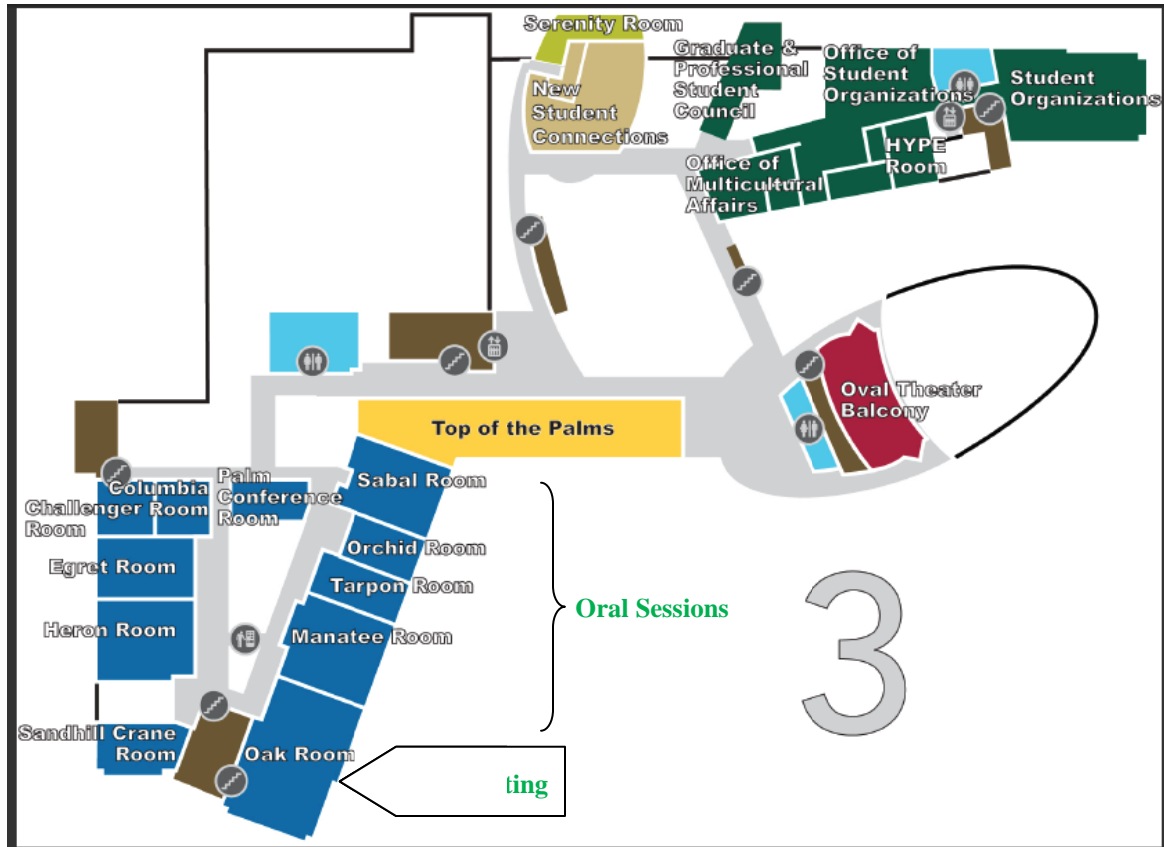 Serenity Room
New
Student
Connections
Graduate &
Professional
Student
Council
Office of
Student
Organizations
Student
Organizations
HYPE
Room
Office of
Multicultural
Affairs
Oval Theater
Balcony
Top of the Palms
Sabal Room
Palm
Conference
Room
Columbia
Room
Challenger
Room
Orchid Room
Egret Room
Tarpon Room
Heron Room
Manatee Room
Oral Sessions
3
Sandhill Crane
Room
Oak Room